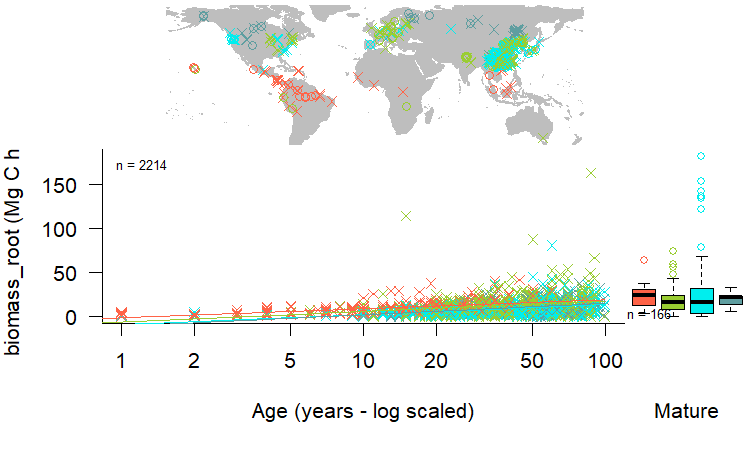 n = 2214
biomass_root (Mg C h
150
100
50
0
1
2
5
10
20
50
100
n = 166
Age (years - log scaled)
Mature